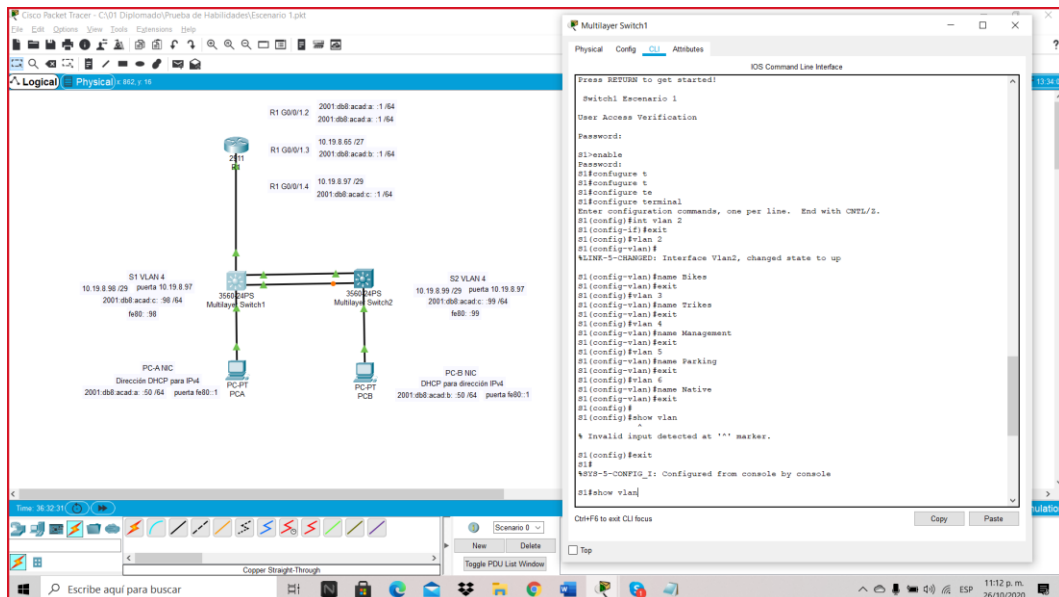 Cisco Packet Tracer - C:\01 Diplomado\Prueba de Habilidades\Escenario 1.pkt
File Edit Options View Tools Extensions Help
Logical Physical x: 862, y: 16
13:34:0
R1 G0/0/1.2
2001:db8:acad:a: :1 /64
2001:db8:acad:a: :1 /64
R1 G0/0/1.3
10.19.8.65 /27
2001:db8:acad:b: :1 /64
2911
R1 G0/0/1.4
10.19.8.97 /29
2001:db8:acad:c: :1 /64
S1 VLAN 4
10.19.8.98 /29 puerta 10.19.8.97
2001:db8:acad:c: :98 /64
fe80: :98
3560-24PS
Multilayer Switch1
3560-24PS
Multilayer Switch2
S2 VLAN 4
10.19.8.99 /29 puerta 10.19.8.97
2001:db8:acad:c: :99 /64
fe80: :99
PC-A NIC
Dirección DHCP para IPv4
2001:db8:acad:a: :50 /64 puerta fe80::1
PC-PT
PCA
PC-PT
PCB
PC-B NIC
DHCP para dirección IPv4
2001:db8:acad:b: :50 /64 puerta fe80::1
Time: 36:32:31
Scenario 0
New Delete
Toggle PDU List Window
Copper Straight-Through
Multilayer Switch1
Physical Config CLI Attributes
IOS Command Line Interface
Press RETURN to get started!
Switch1 Escenario 1
User Access Verification
Password:
S1>enable
Password:
S1#confugure t
S1#confugure t
S1#confugure te
S1#configure terminal
Enter configuration commands, one per line. End with CNTL/Z.
S1(config)#int vlan 2
S1(config-if)#exit
S1(config)#vlan 2
S1(config-vlan)#
%LINK-5-CHANGED: Interface Vlan2, changed state to up
S1(config-vlan)#name Bikes
S1(config-vlan)#exit
S1(config)#vlan 3
S1(config-vlan)#name Trikes
S1(config-vlan)#exit
S1(config)#vlan 4
S1(config-vlan)#name Management
S1(config-vlan)#exit
S1(config)#vlan 5
S1(config-vlan)#name Parking
S1(config-vlan)#exit
S1(config)#vlan 6
S1(config-vlan)#name Native
S1(config-vlan)#exit
S1(config)#
S1(config)#show vlan
^
% Invalid input detected at '^' marker.
S1(config)#exit
S1#
%SYS-5-CONFIG_I: Configured from console by console
S1#show vlan
Ctrl+F6 to exit CLI focus
Copy Paste
Top
Escribe aquí para buscar
ESP
11:12 p. m.
26/10/2020